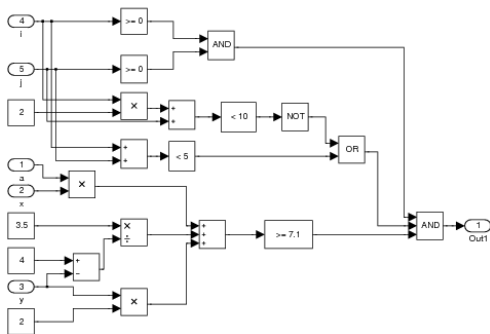 4
i
>= 0
AND
5
j
>= 0
2
×
+
+
< 10
NOT
+
+
< 5
OR
1
a
2
x
×
3.5
×
÷
+
+
+
>= 7.1
AND
1
Out1
4
+
−
3
y
2
×